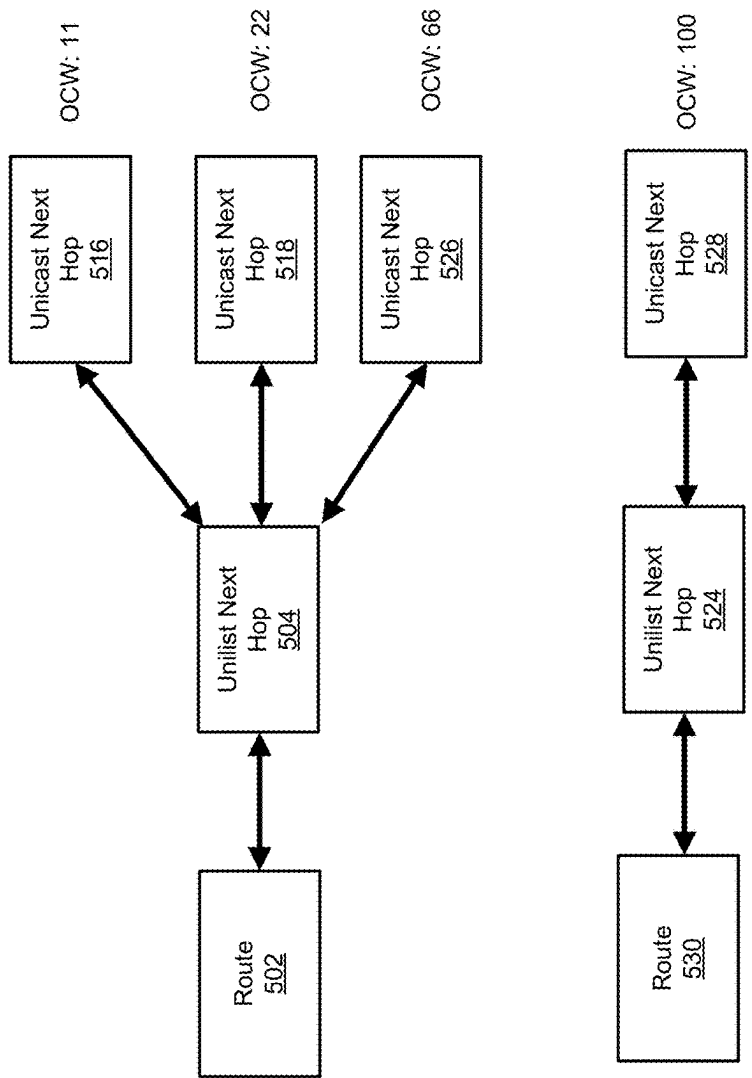 Route
502
Unilist Next
Hop
504
Unicast Next
Hop
516
OCW: 11
Unicast Next
Hop
518
OCW: 22
Unicast Next
Hop
526
OCW: 66
Route
530
Unilist Next
Hop
524
Unicast Next
Hop
528
OCW: 100